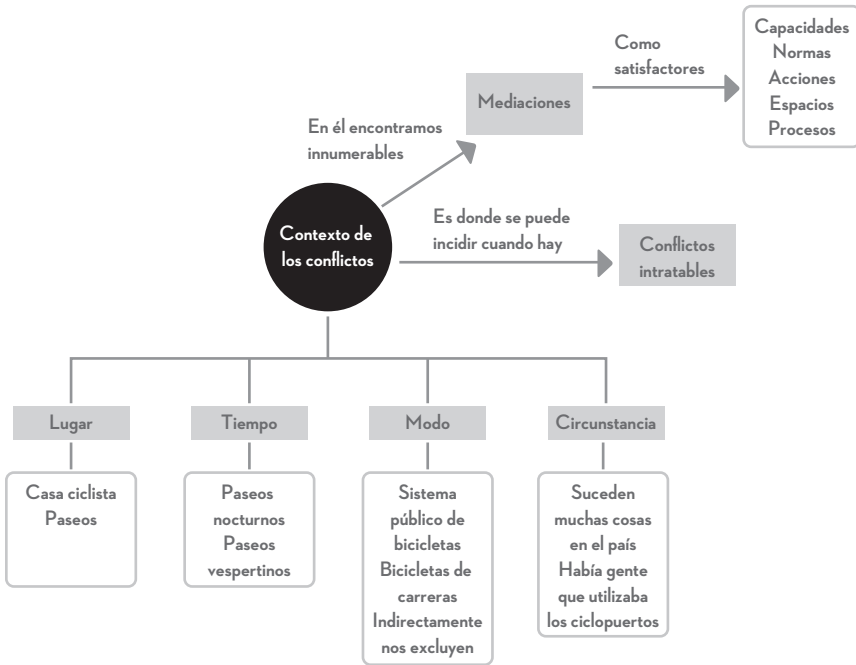 Capacidades
Normas
Acciones
Espacios
Procesos
Como
satisfactores
Mediaciones
En él encontramos
innumerables
Contexto de
los conflictos
Es donde se puede
incidir cuando hay
Conflictos
intratables
Lugar
Tiempo
Modo
Circunstancia
Casa ciclista
Paseos
Paseos
nocturnos
Paseos
vespertinos
Sistema
público de
bicicletas
Bicicletas de
carreras
Indirectamente
nos excluyen
Suceden
muchas cosas
en el país
Había gente
que utilizaba
los ciclopuertos